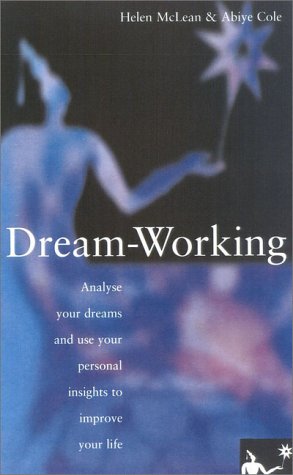 Helen McLean & Abiye Cole
Dream-Working
Analyse
your dreams
and use your
personal
insights to
improve
your life